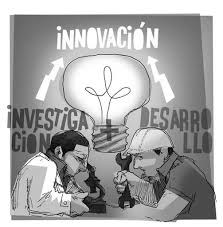 iNNOVACIÓN
iNVESTIGA DESARRO
CIÓN + LLO